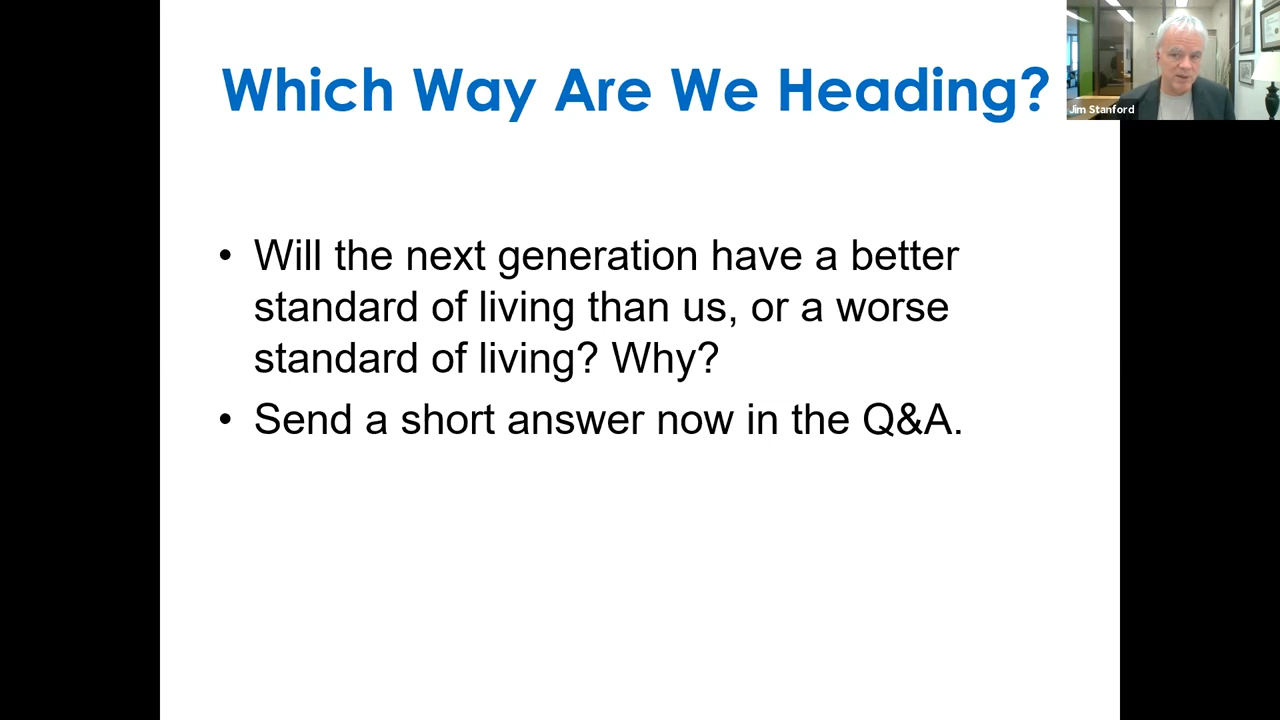 Which Way Are We Heading?
Jim Stanford
• Will the next generation have a better
standard of living than us, or a worse
standard of living? Why?
• Send a short answer now in the Q&A.